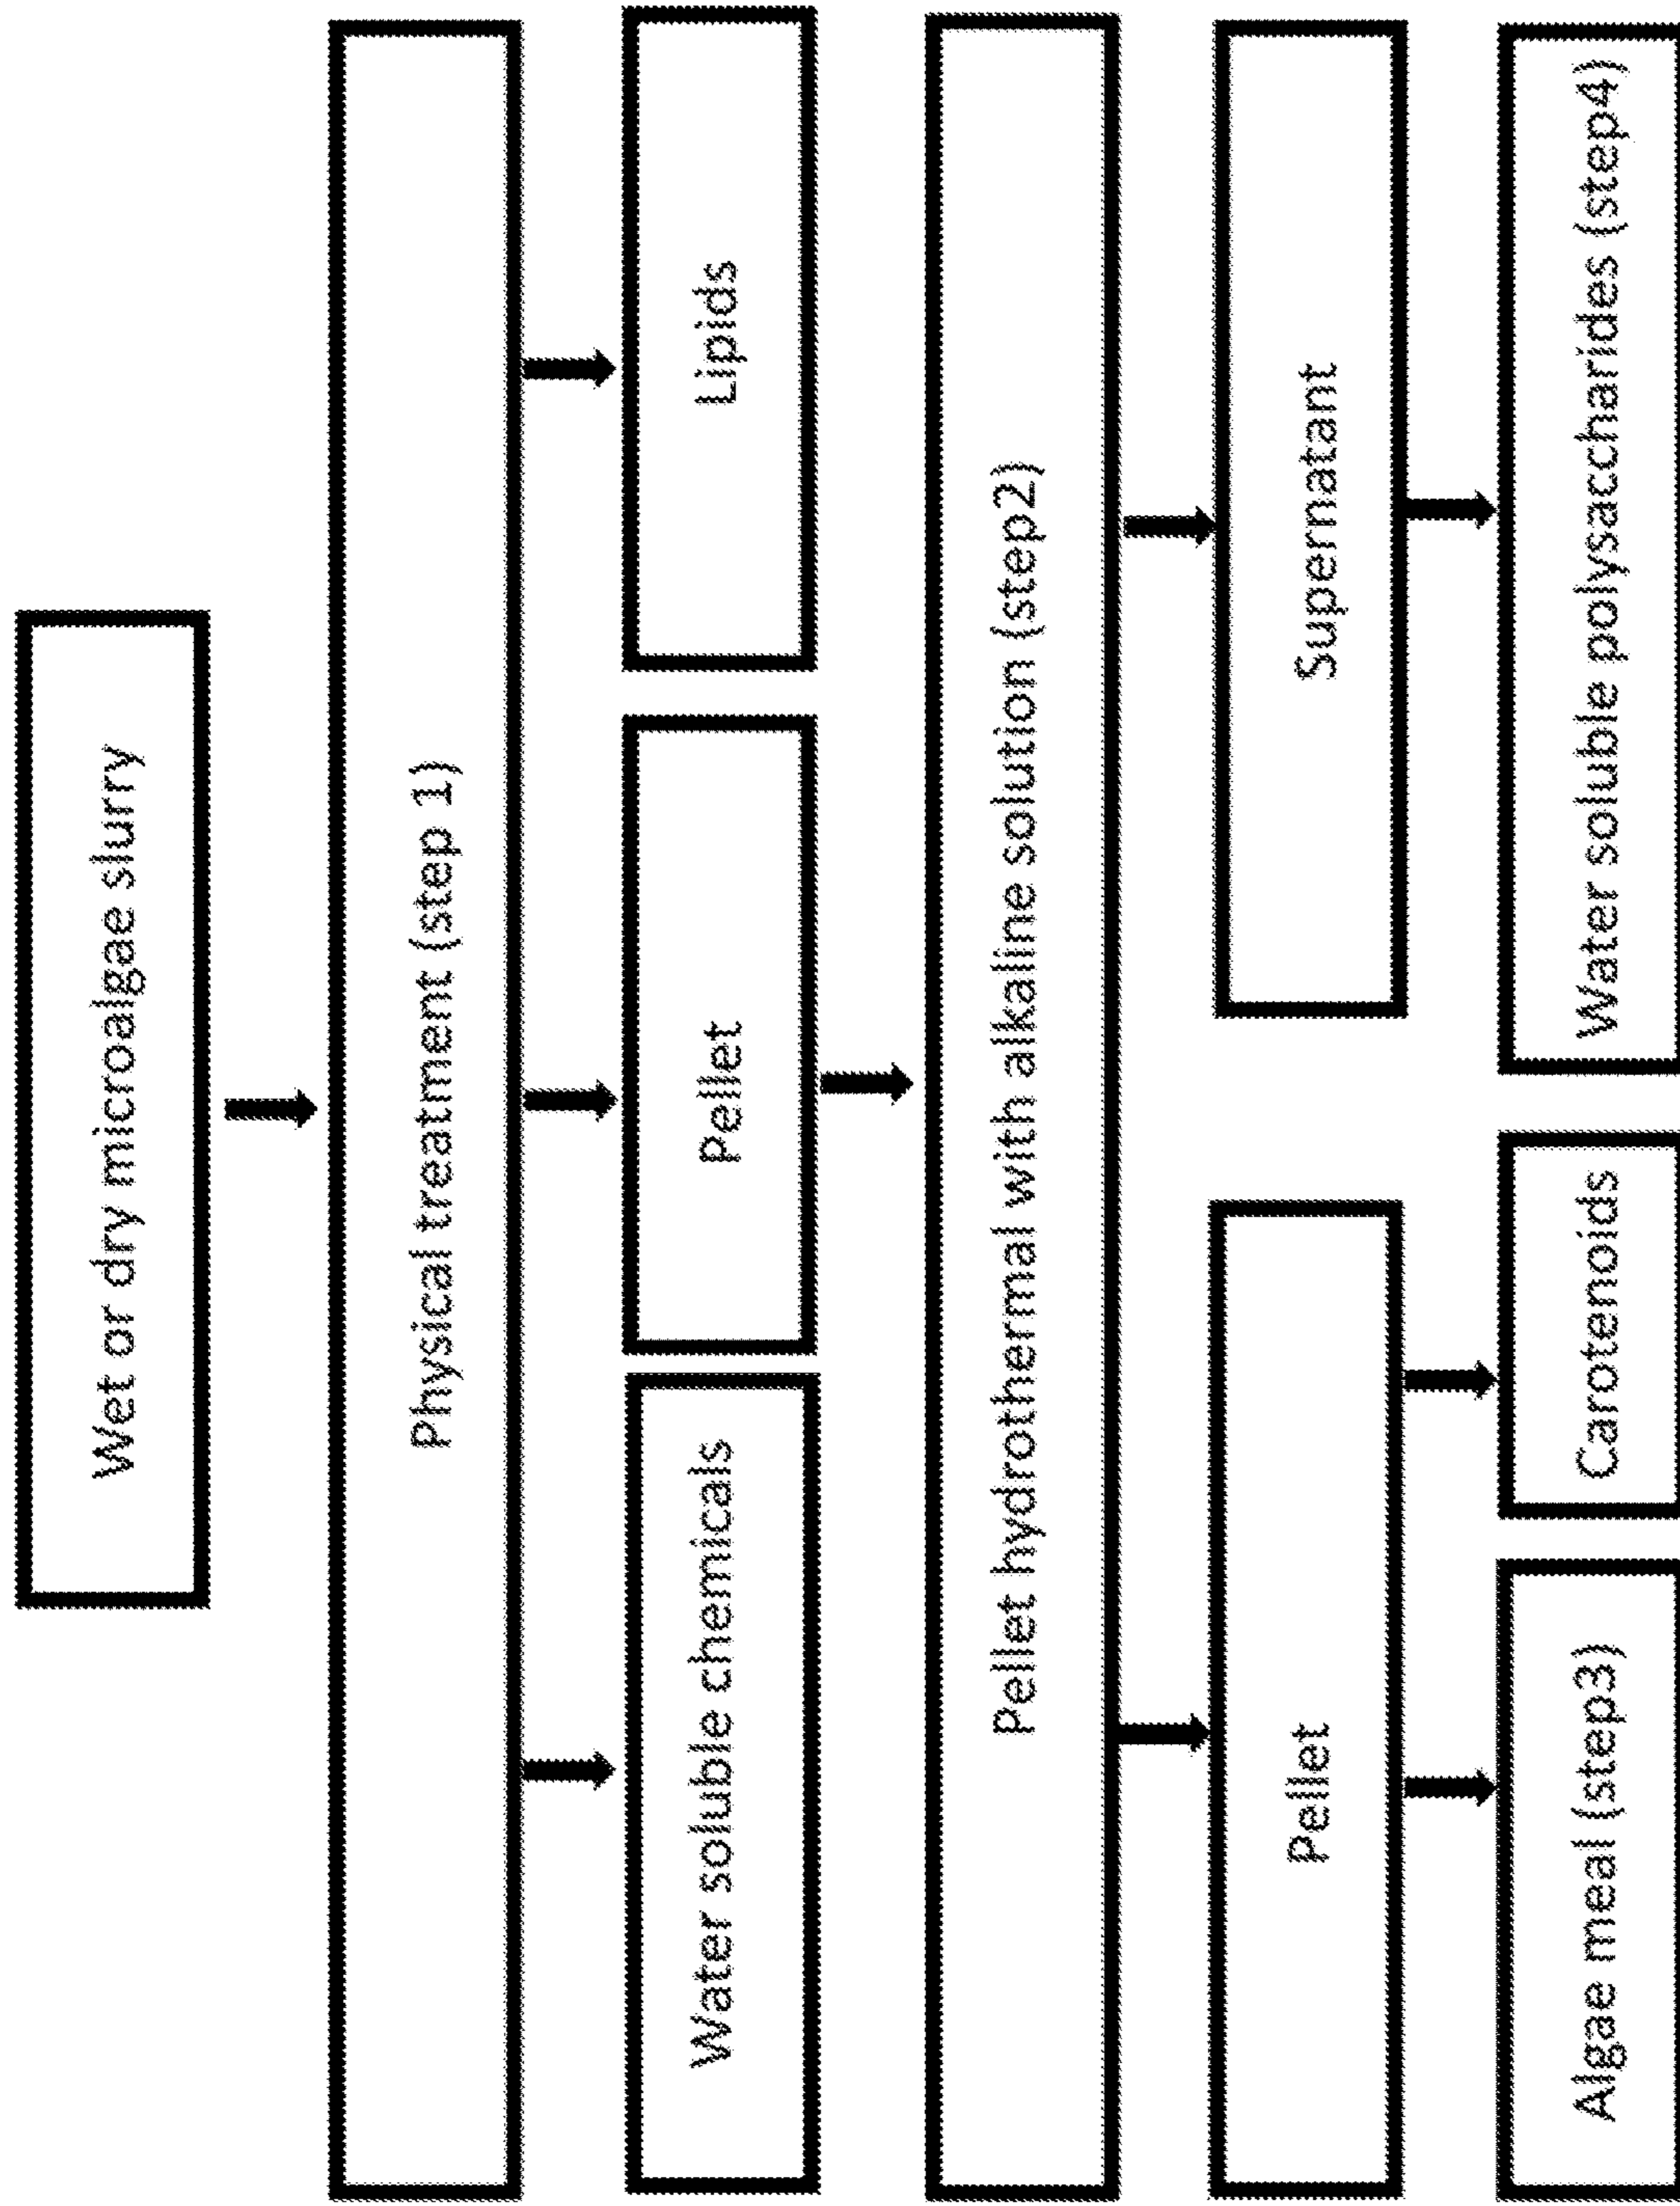 Wet or dry microalgae slurry
Physical treatment (step 1)
Water soluble chemicals
Pellet
Lipids
Pellet hydrothermal with alkaline solution (step2)
Pellet
Supernatant
Algae meal (step3)
Carotenoids
Water soluble polysaccharides (step4)